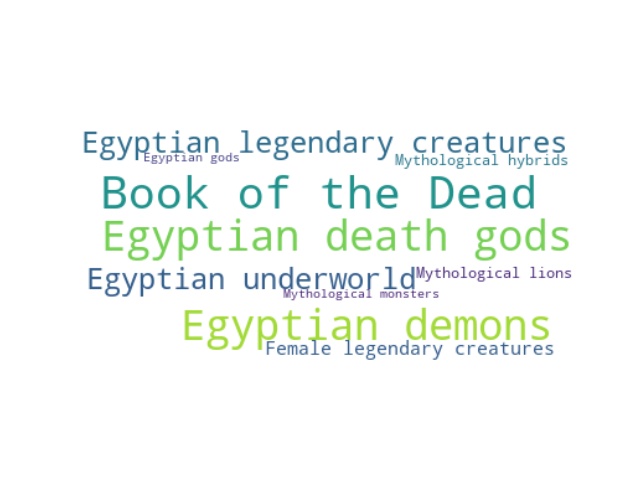 Egyptian legendary creatures
Egyptian gods
Mythological hybrids
Book of the Dead
Egyptian death gods
Egyptian underworld
Mythological lions
Mythological monsters
Egyptian demons
Female legendary creatures